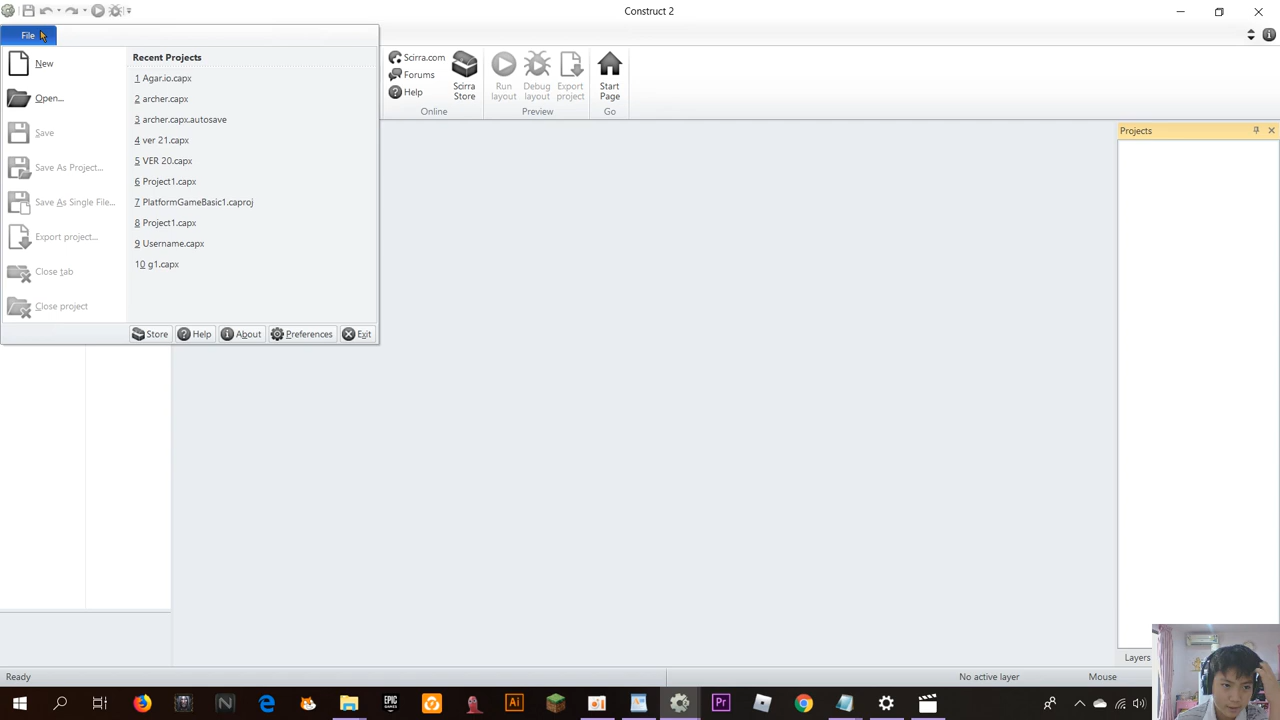 Construct 2
File
New
Open...
Save
Save As Project...
Save As Single File...
Export project...
Close tab
Close project
Recent Projects
1 Agar.io.capx
2 archer.capx
3 archer.capx.autosave
4 ver 21.capx
5 VER 20.capx
6 Project1.capx
7 PlatformGameBasic1.caproj
8 Project1.capx
9 Username.capx
10 g1.capx
Store
Help
About
Preferences
Exit
Scirra.com
Forums
Help
Scirra
Store
Online
Run
layout
Debug
layout
Export
project
Preview
Start
Page
Go
Projects
Layers
Ready
No active layer
Mouse
EPIC
GAMES
Ai
N
Pr